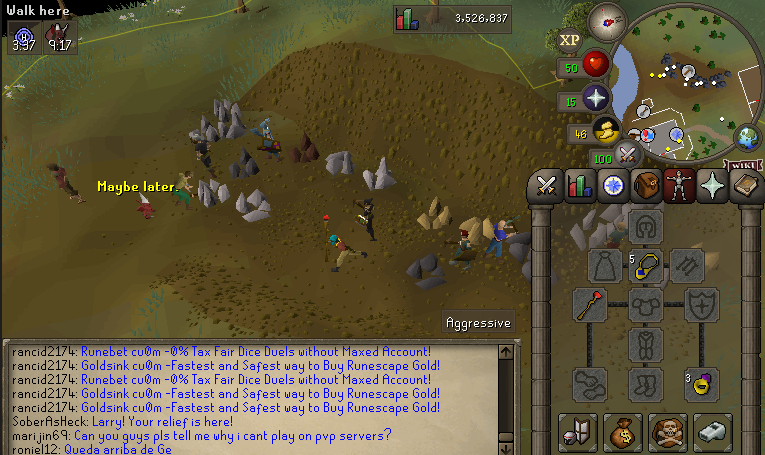 Walk here
3,526,837
3:37 9:17
XP
50
15
46
100
WIKI
Maybe later.
5
3
Aggressive
rancid2174: Runebet cu0m -0% Tax Fair Dice Duels without Maxed Account!
rancid2174: Goldsink cu0m -Fastest and Safest way to Buy Runescape Gold!
rancid2174: Runebet cu0m -0% Tax Fair Dice Duels without Maxed Account!
rancid2174: Goldsink cu0m -Fastest and Safest way to Buy Runescape Gold!
rancid2174: Goldsink cu0m -Fastest and Safest way to Buy Runescape Gold!
SoberAsHeck: Larry! Your relief is here!
marijin69: Can you guys pls tell me why i cant play on pvp servers?
roniel12: Queda arriba de Ge